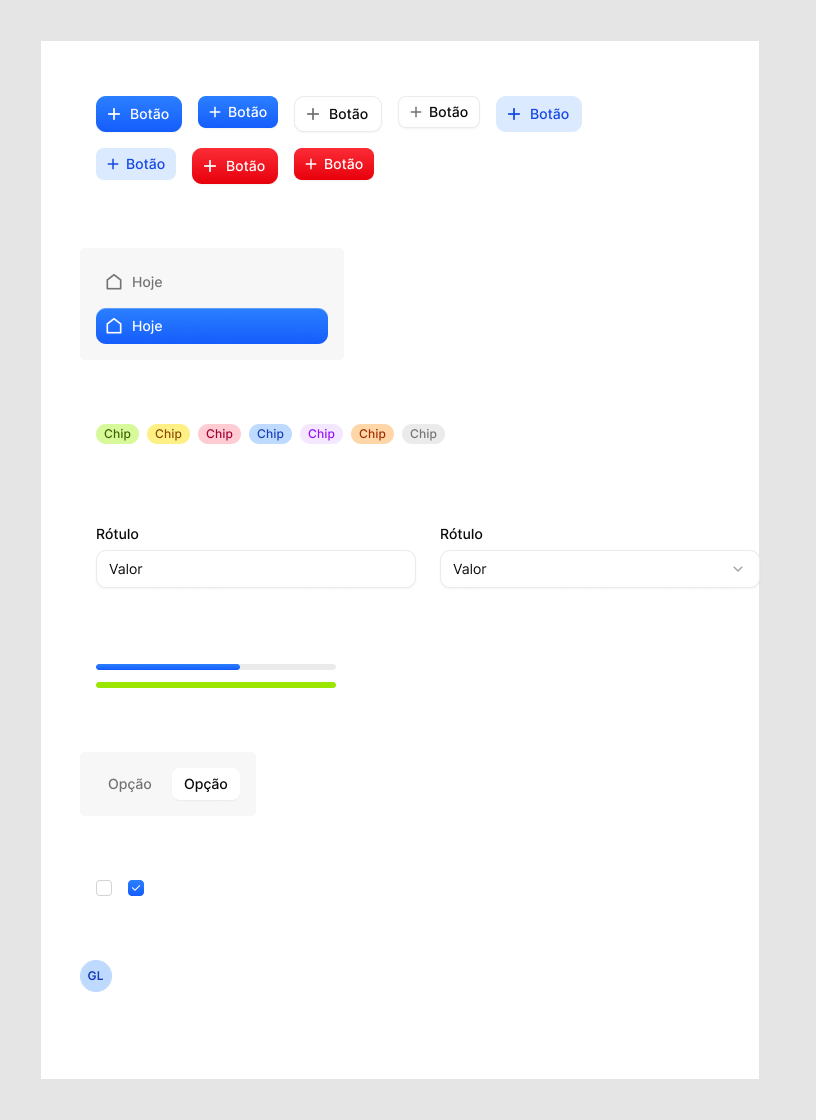 Botão Botão Botão Botão Botão
Botão Botão Botão
Hoje
Hoje
Chip Chip Chip Chip Chip Chip Chip
Rótulo Rótulo
Valor Valor
Opção Opção
GL